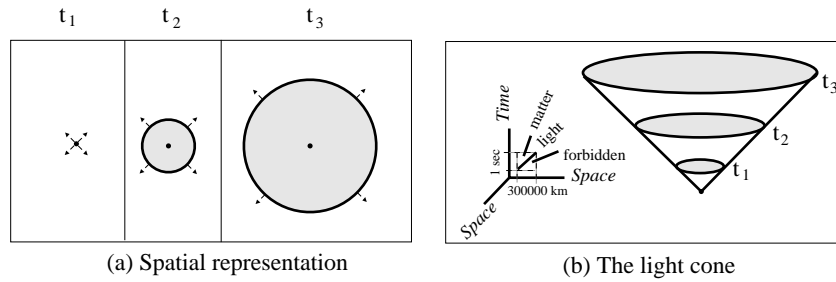 t1
t2
t3
(a) Spatial representation
Time
matter
light
forbidden
1 sec
Space
300000 km
Space
t3
t2
t1
(b) The light cone